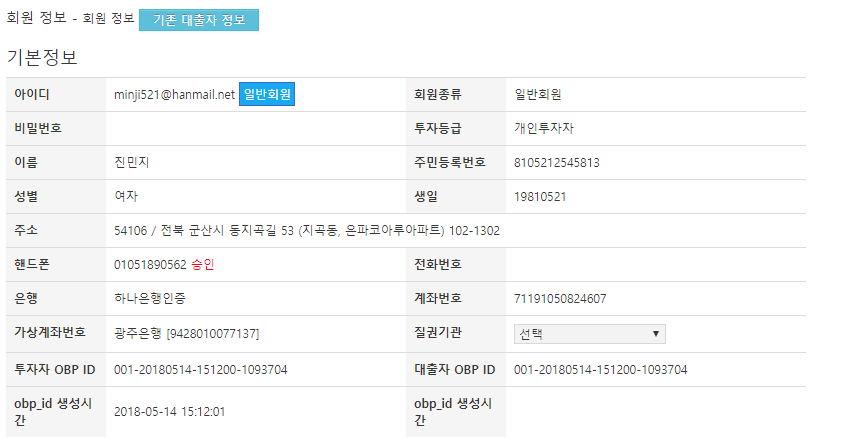 회원 정보 - 회원 정보 기존 대출자 정보
기본정보
아이디 minji521@hanmail.net 일반회원 회원종류 일반회원
비밀번호 투자등급 개인투자자
이름 진민지 주민등록번호 8105212545813
성별 여자 생일 19810521
주소 54106 / 전북 군산시 동지곡길 53 (지곡동, 은파코아루아파트) 102-1302
핸드폰 01051890562 승인 전화번호
은행 하나은행인증 계좌번호 71191050824607
가상계좌번호 광주은행 [9428010077137] 질권기관 선택
투자자 OBP ID 001-20180514-151200-1093704 대출자 OBP ID 001-20180514-151200-1093704
obp_id 생성시간 2018-05-14 15:12:01 obp_id 생성시간